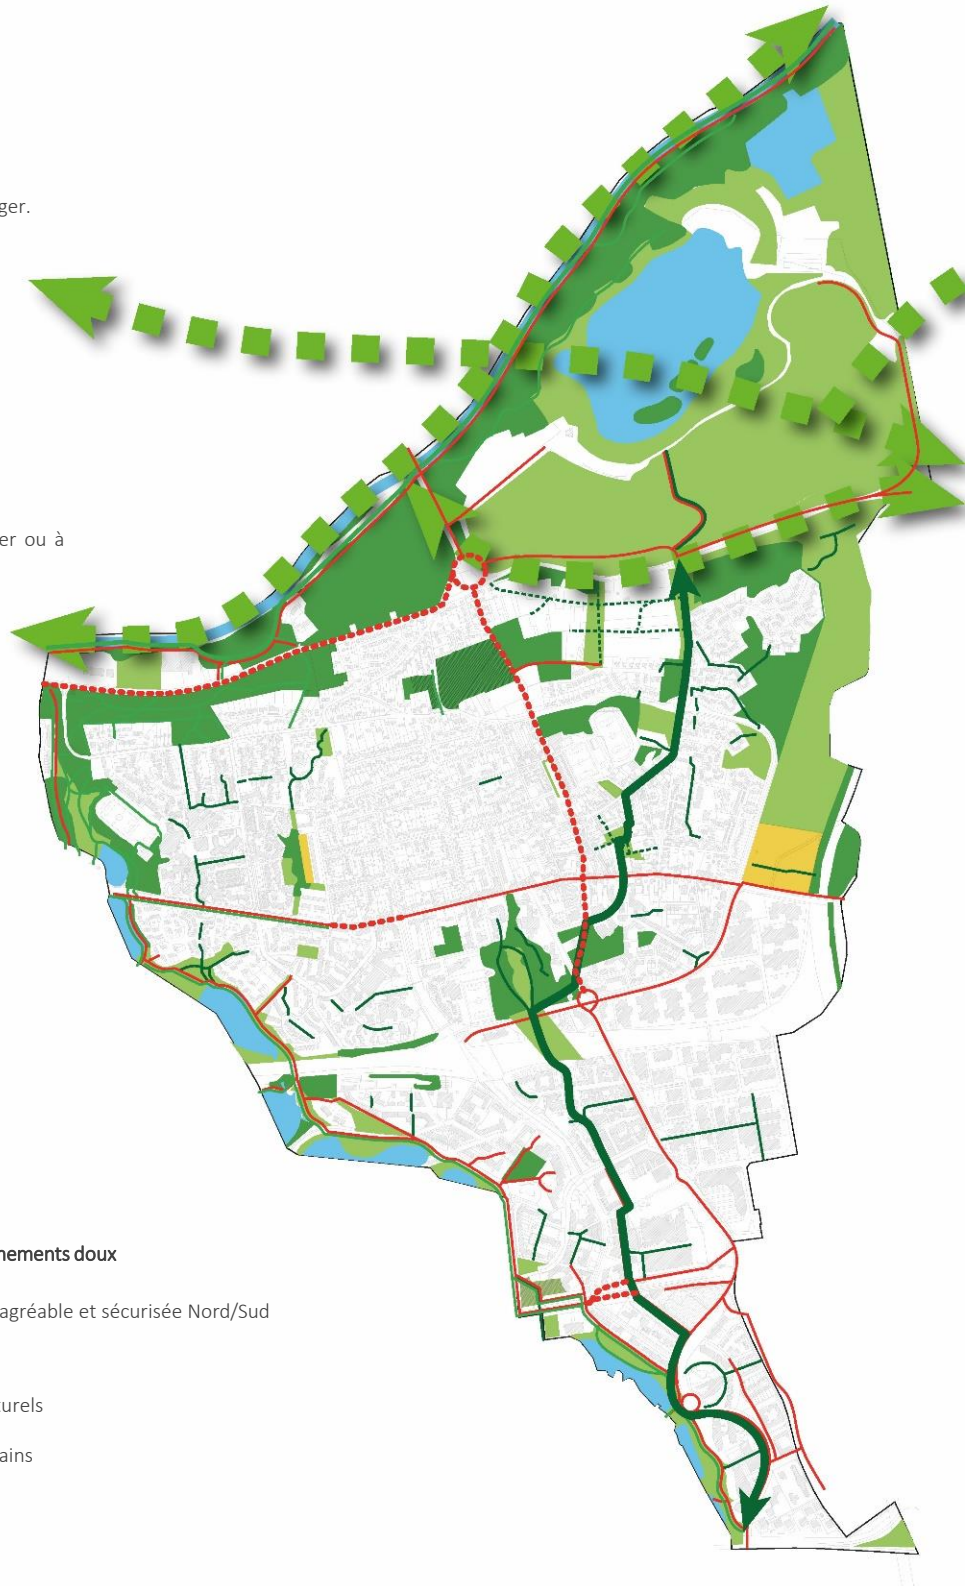 ger.
er ou à
nements doux
agréable et sécurisée Nord/Sud
urels
ains